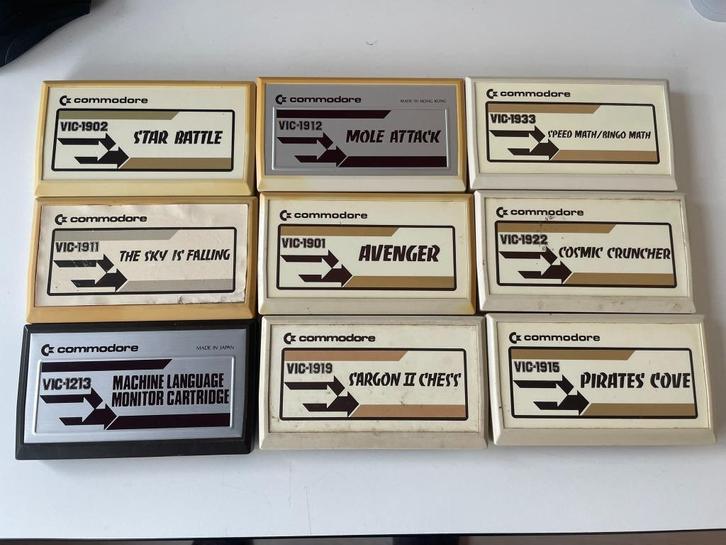 commodore
VIC-1902
STAR BATTLE
commodore
MADE IN HONG KONG
VIC-1912
MOLE ATTACK
commodore
VIC-1933
SPEED MATH/BINGO MATH
commodore
VIC-1911
THE SKY IS FALLING
commodore
VIC-1901
AVENGER
commodore
VIC-1922
COSMIC CRUNCHER
commodore
MADE IN JAPAN
VIC-1213
MACHINE LANGUAGE
MONITOR CARTRIDGE
commodore
VIC-1919
SARGON II CHESS
commodore
VIC-1915
PIRATES COVE